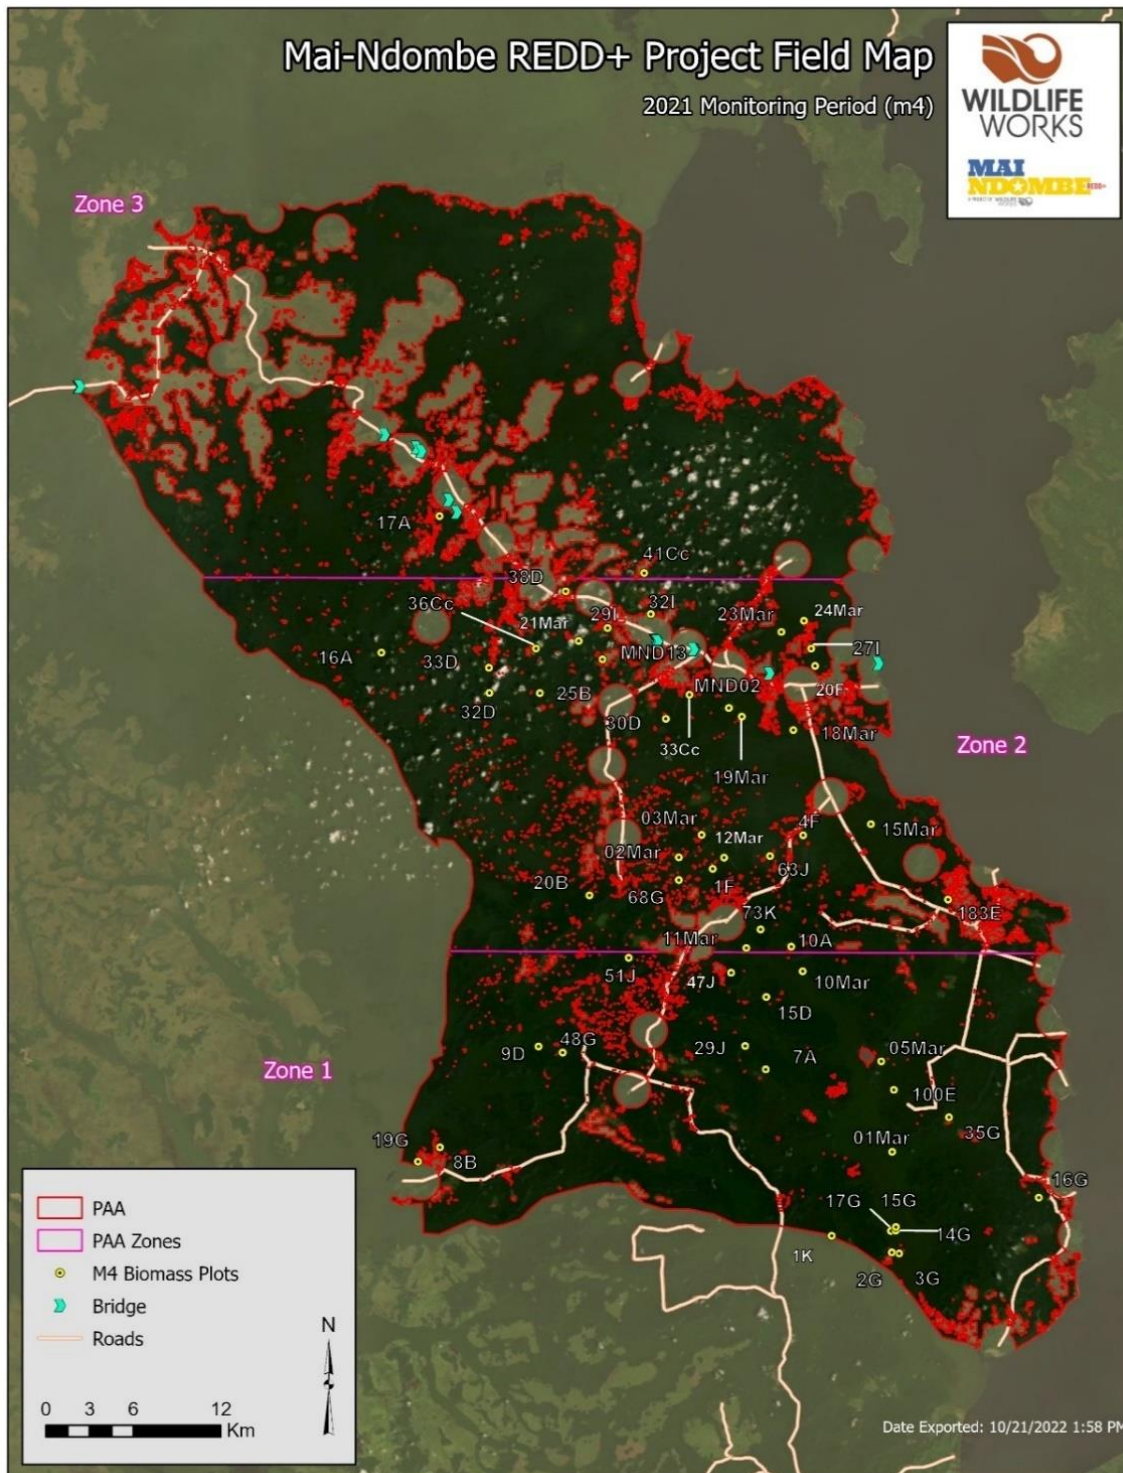 Mai-Ndombe REDD+ Project Field Map
2021 Monitoring Period (m4)
WILDLIFE
WORKS
MAI
NDOMBE REDD+
Zone 3
17A
41Cc
38D
36Cc
32I
21Mar
29I
23Mar
24Mar
16A
33D
MND13
27I
32D
25B
MND02
20F
30D
33Cc
18Mar
19Mar
Zone 2
03Mar
12Mar
4F
15Mar
02Mar
63J
20B
68G
1F
183E
73K
11Mar
10A
51J
47J
10Mar
15D
9D
48G
29J
7A
05Mar
Zone 1
100E
01Mar
35G
19G
8B
16G
17G
15G
14G
1K
2G
3G
PAA
PAA Zones
M4 Biomass Plots
Bridge
Roads
N
0 3 6 12
Km
Date Exported: 10/21/2022 1:58 PM